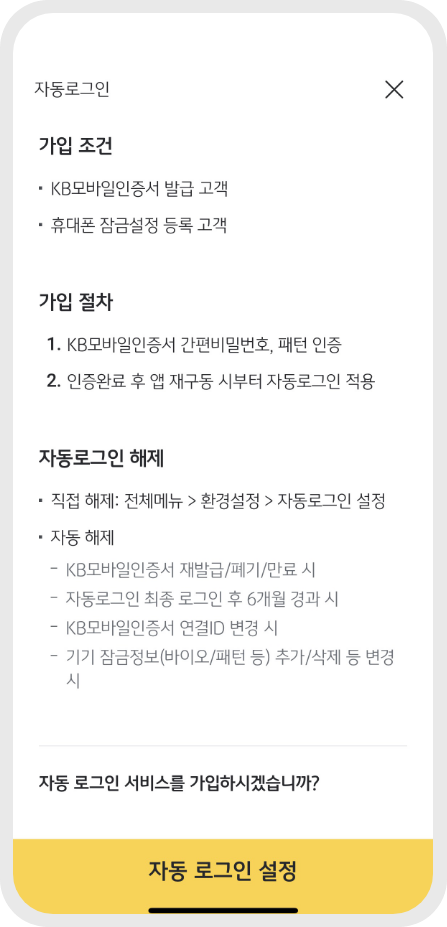 자동로그인
가입 조건
· KB모바일인증서 발급 고객
· 휴대폰 잠금설정 등록 고객
가입 절차
1. KB모바일인증서 간편비밀번호, 패턴 인증
2. 인증완료 후 앱 재구동 시부터 자동로그인 적용
자동로그인 해제
· 직접 해제: 전체메뉴 > 환경설정 > 자동로그인 설정
· 자동 해제
- KB모바일인증서 재발급/폐기/만료 시
- 자동로그인 최종 로그인 후 6개월 경과 시
- KB모바일인증서 연결ID 변경 시
- 기기 잠금정보(바이오/패턴 등) 추가/삭제 등 변경
시
자동 로그인 서비스를 가입하시겠습니까?
자동 로그인 설정